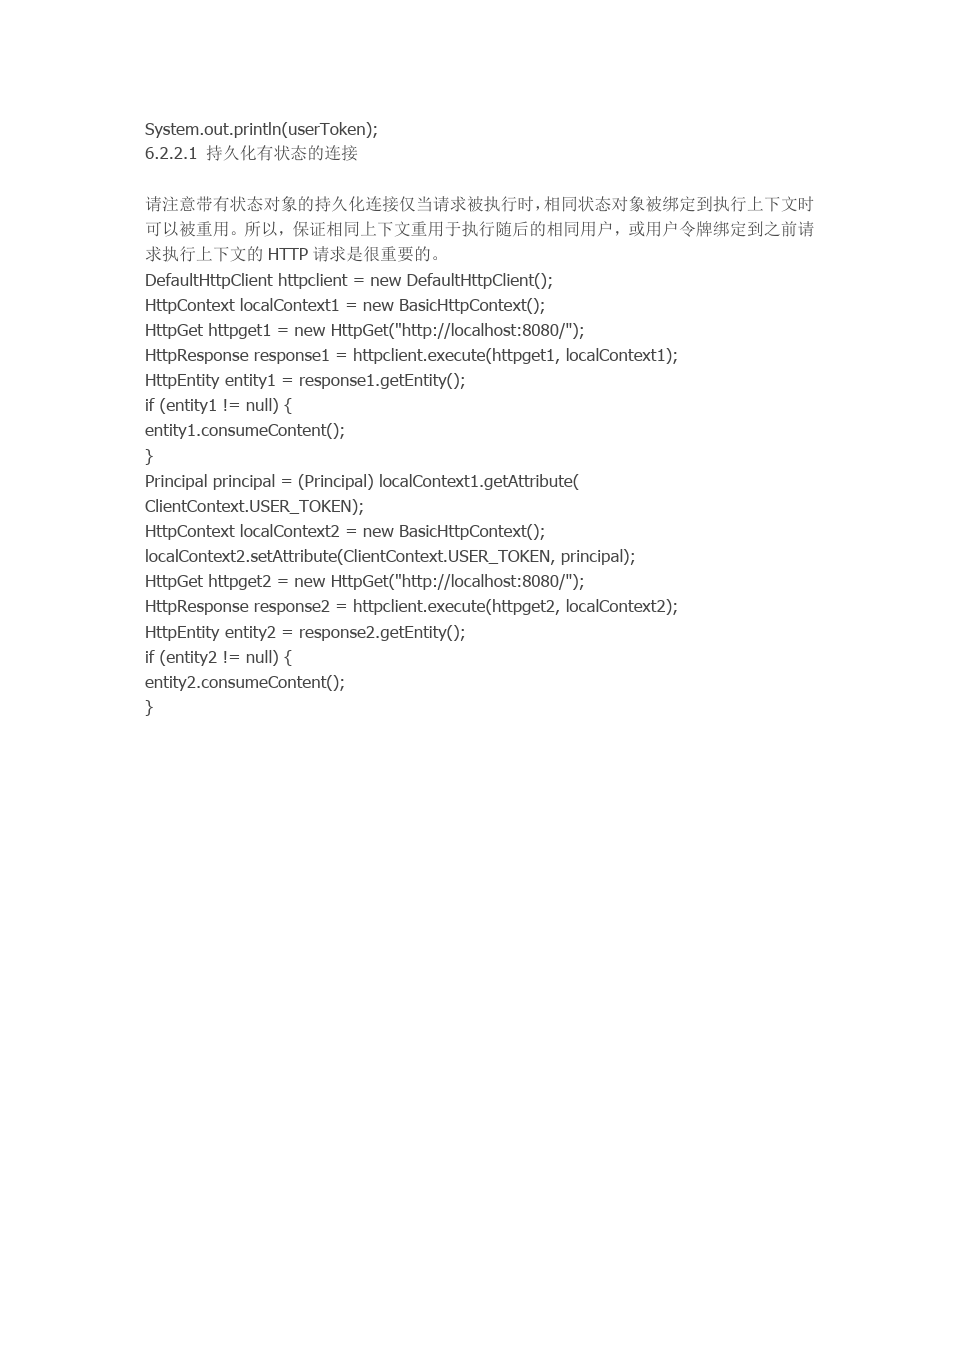 System.out.println(userToken);
6.2.2.1 持久化有状态的连接
请注意带有状态对象的持久化连接仅当请求被执行时，相同状态对象被绑定到执行上下文时
可以被重用。所以，保证相同上下文重用于执行随后的相同用户，或用户令牌绑定到之前请
求执行上下文的 HTTP 请求是很重要的。
DefaultHttpClient httpclient = new DefaultHttpClient();
HttpContext localContext1 = new BasicHttpContext();
HttpGet httpget1 = new HttpGet("http://localhost:8080/");
HttpResponse response1 = httpclient.execute(httpget1, localContext1);
HttpEntity entity1 = response1.getEntity();
if (entity1 != null) {
entity1.consumeContent();
}
Principal principal = (Principal) localContext1.getAttribute(
ClientContext.USER_TOKEN);
HttpContext localContext2 = new BasicHttpContext();
localContext2.setAttribute(ClientContext.USER_TOKEN, principal);
HttpGet httpget2 = new HttpGet("http://localhost:8080/");
HttpResponse response2 = httpclient.execute(httpget2, localContext2);
HttpEntity entity2 = response2.getEntity();
if (entity2 != null) {
entity2.consumeContent();
}